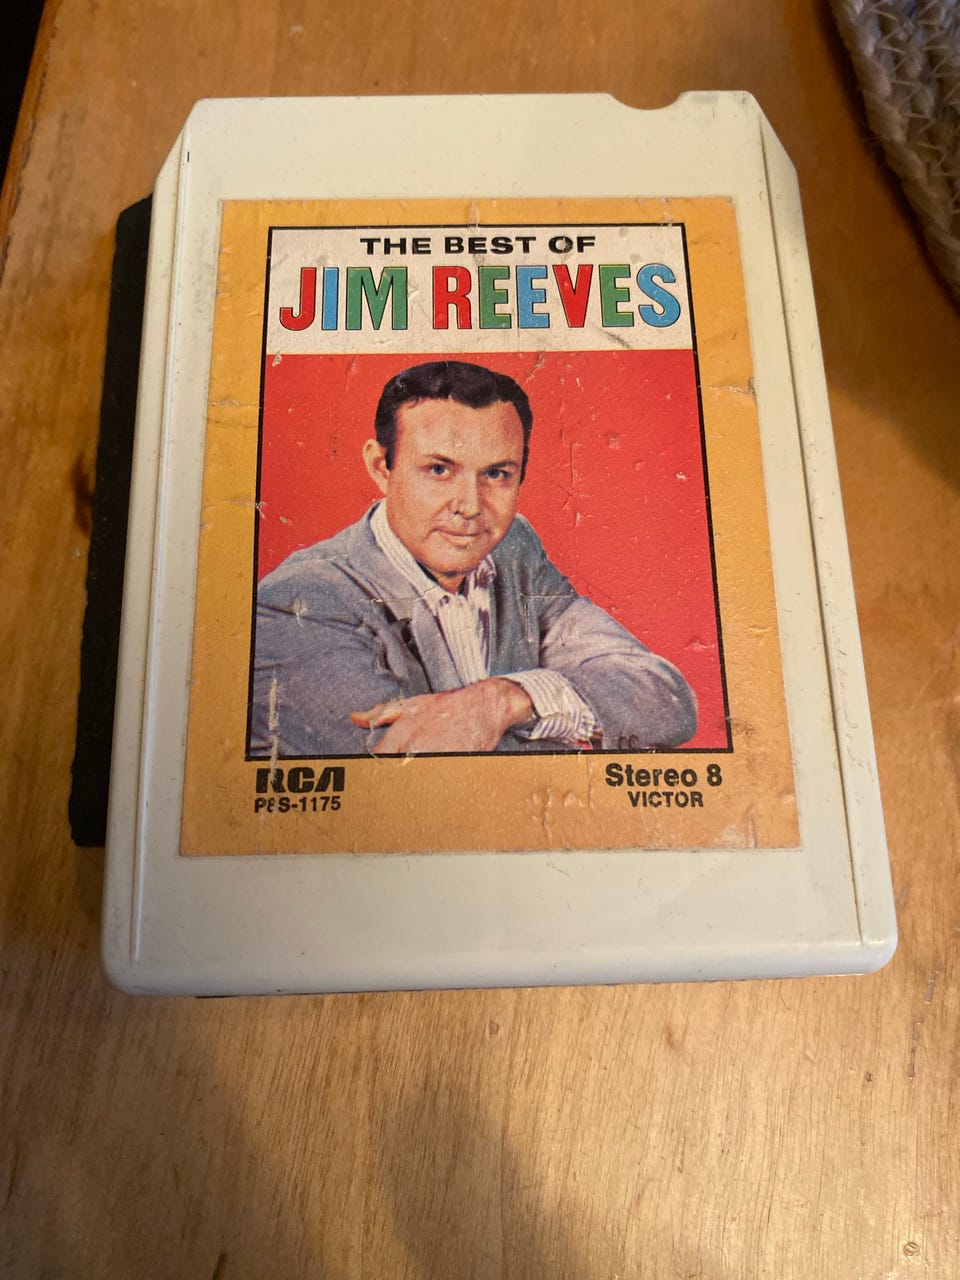 THE BEST OF
JIM REEVES
RCA
P8S-1175
Stereo 8
VICTOR